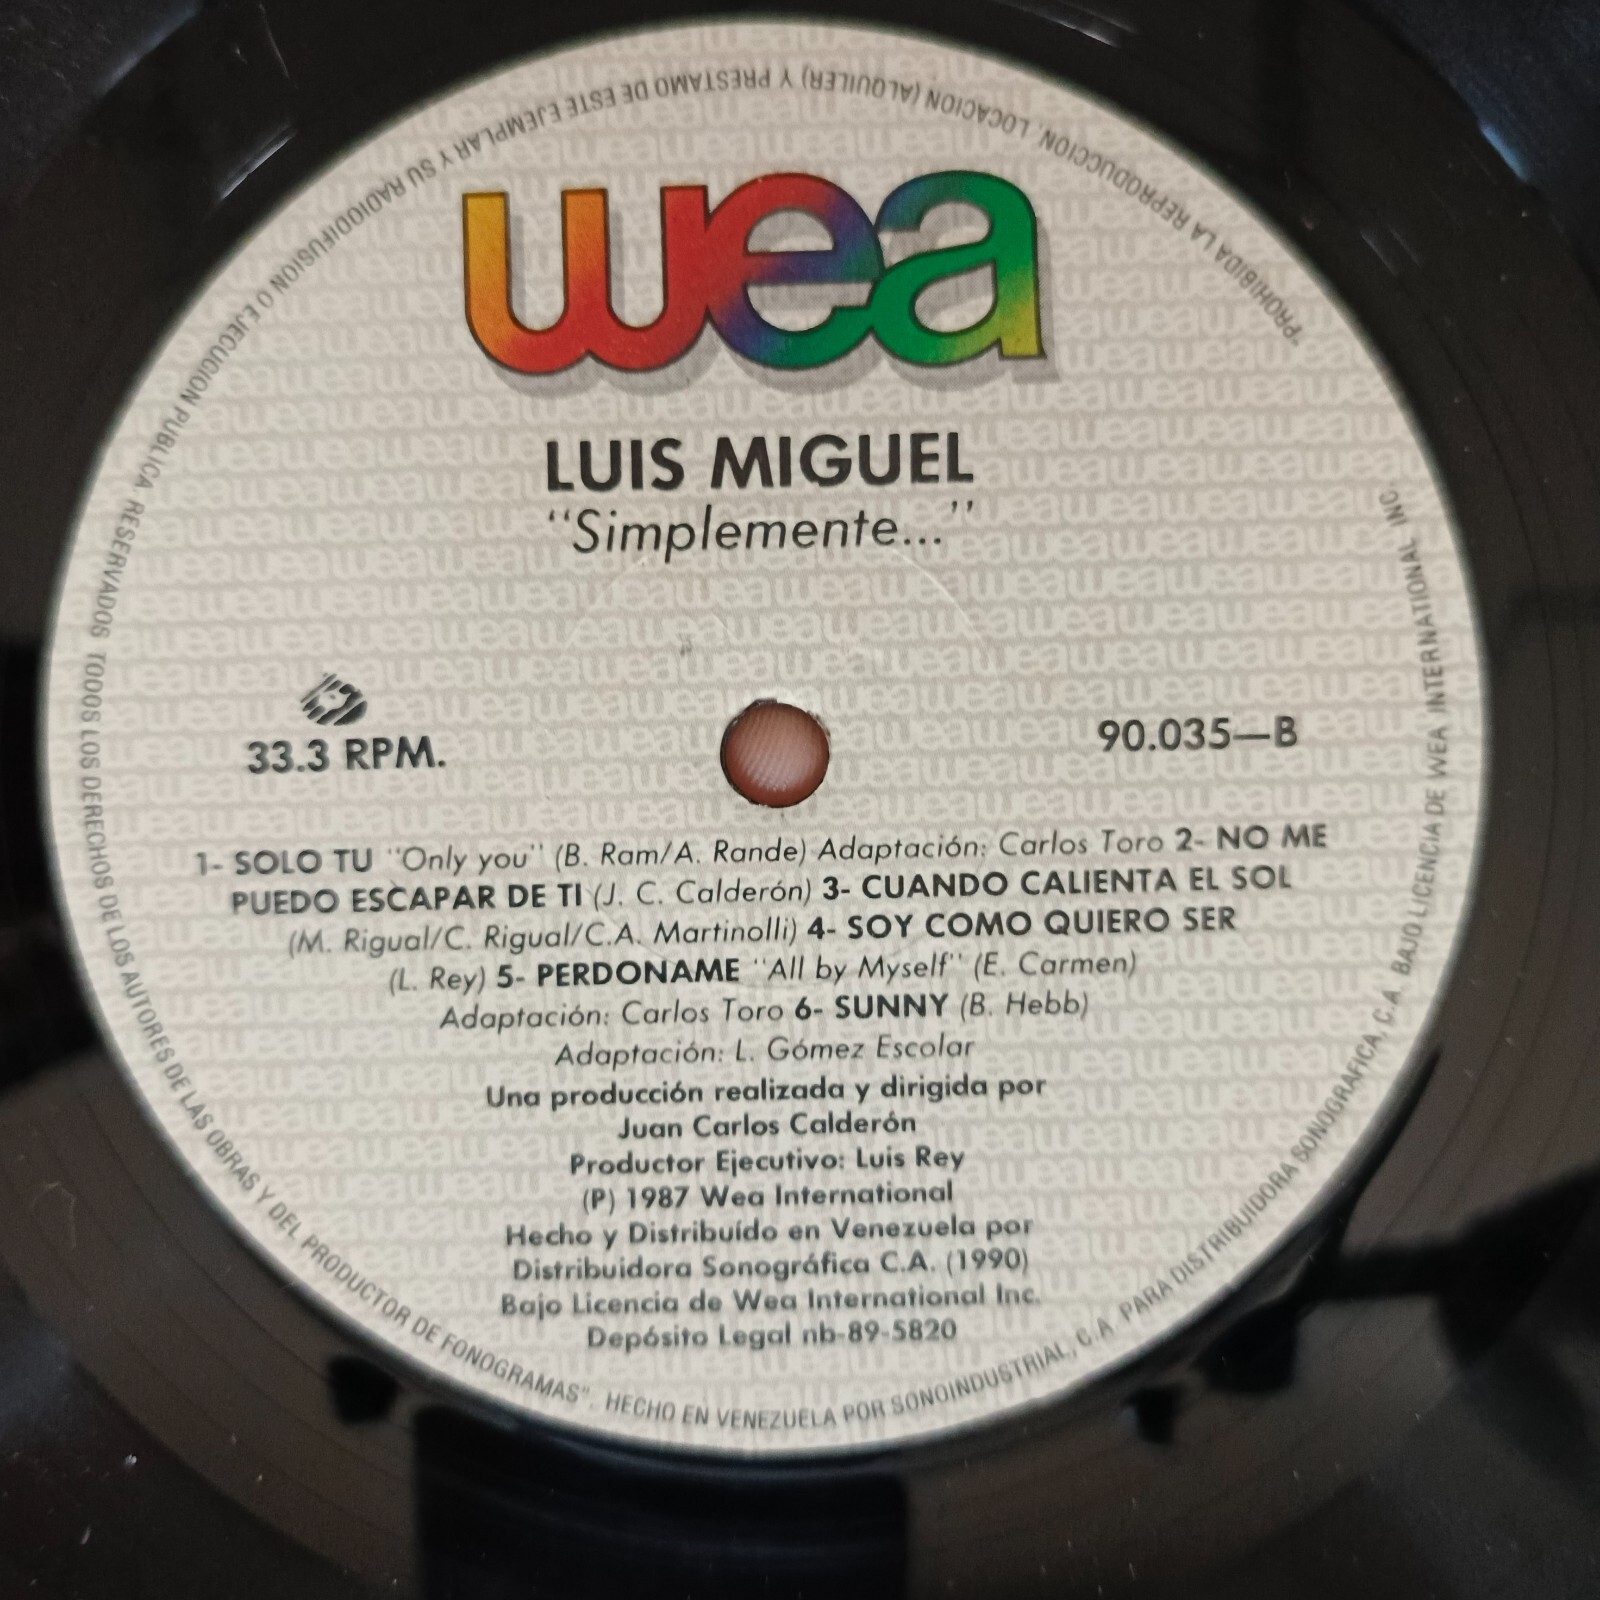 wea
LUIS MIGUEL
"Simplemente..."
33.3 RPM.
90.035—B
1- SOLO TU "Only you" (B. Ram/A. Rande) Adaptación: Carlos Toro 2- NO ME
PUEDO ESCAPAR DE TI (J. C. Calderón) 3- CUANDO CALIENTA EL SOL
(M. Rigual/C. Rigual/C.A. Martinolli) 4- SOY COMO QUIERO SER
(L. Rey) 5- PERDONAME "All by Myself" (E. Carmen)
Adaptación: Carlos Toro 6- SUNNY (B. Hebb)
Adaptación: L. Gómez Escolar
Una producción realizada y dirigida por
Juan Carlos Calderón
Productor Ejecutivo: Luis Rey
(P) 1987 Wea International
Hecho y Distribuído en Venezuela por
Distribuidora Sonográfica C.A. (1990)
Bajo Licencia de Wea International Inc.
Depósito Legal nb-89-5820
"PROHIBIDA LA REPRODUCCION, LOCACION (ALQUILER) Y PRESTAMO DE ESTE EJEMPLAR Y SU RADIODIFUSION O EJECUCION PUBLICA RESERVADOS TODOS LOS DERECHOS DE LOS AUTORES DE LAS OBRAS Y DEL PRODUCTOR DE FONOGRAMAS". HECHO EN VENEZUELA POR SONOINDUSTRIAL, C.A. PARA DISTRIBUIDORA SONOGRAFICA, C.A. BAJO LICENCIA DE WEA INTERNATIONAL INC.